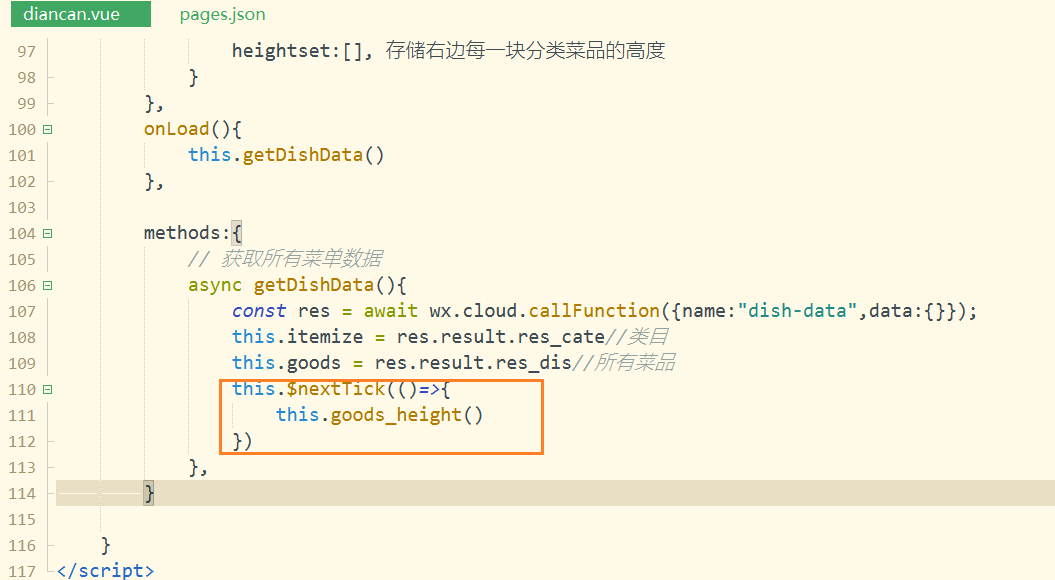 diancan.vue pages.json
97 heightset:[], 存储右边每一块分类菜品的高度
98 }
99 },
100 onLoad(){
101 this.getDishData()
102 },
103
104 methods:{
105 // 获取所有菜单数据
106 async getDishData(){
107 const res = await wx.cloud.callFunction({name:"dish-data",data:{}});
108 this.itemize = res.result.res_cate//类目
109 this.goods = res.result.res_dis//所有菜品
110 this.$nextTick(()=>{
111 this.goods_height()
112 })
113 },
114 }
115
116 }
117 </script>